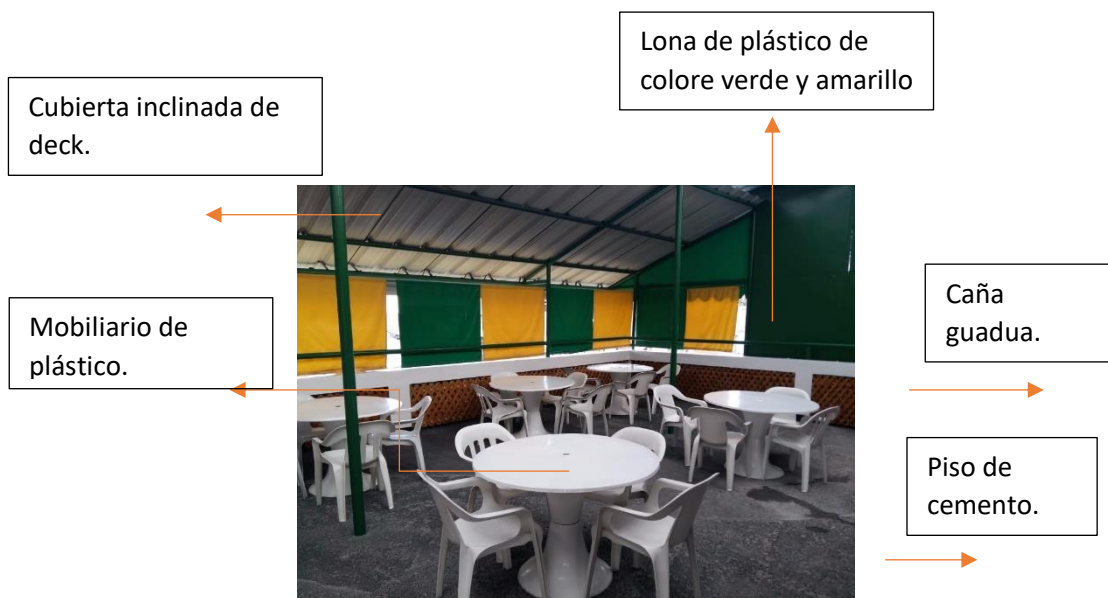 Lona de plástico de
colore verde y amarillo
Cubierta inclinada de
deck.
Caña
guadua.
Mobiliario de
plástico.
Piso de
cemento.